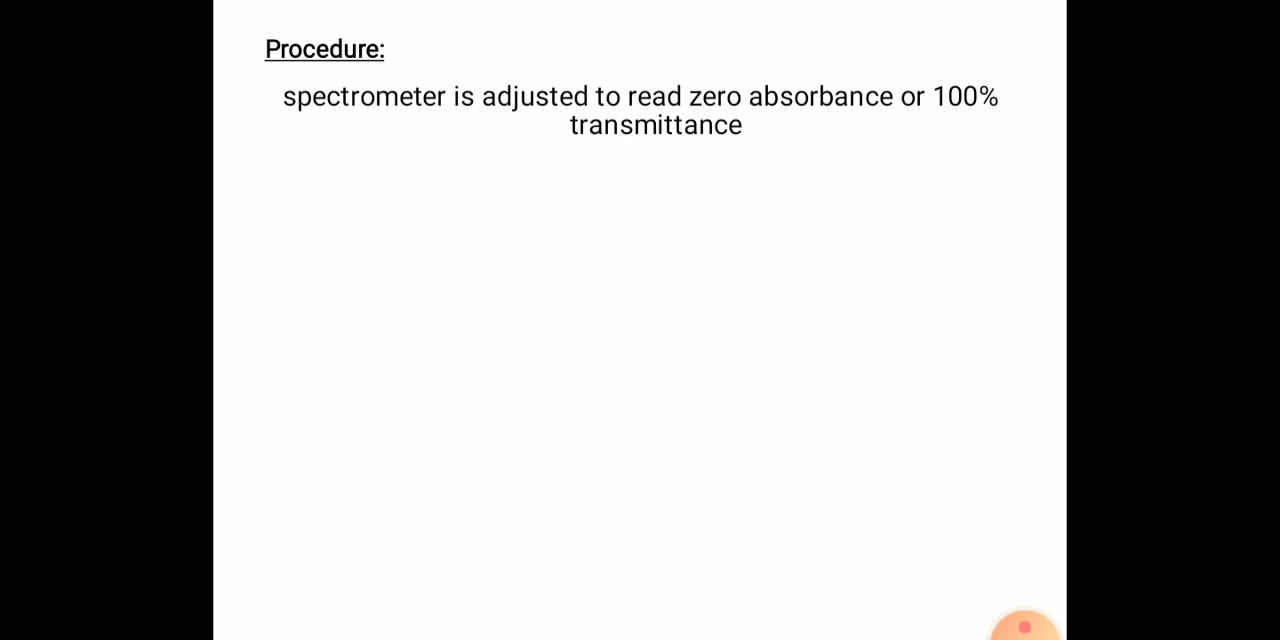 Procedure:
spectrometer is adjusted to read zero absorbance or 100%
transmittance